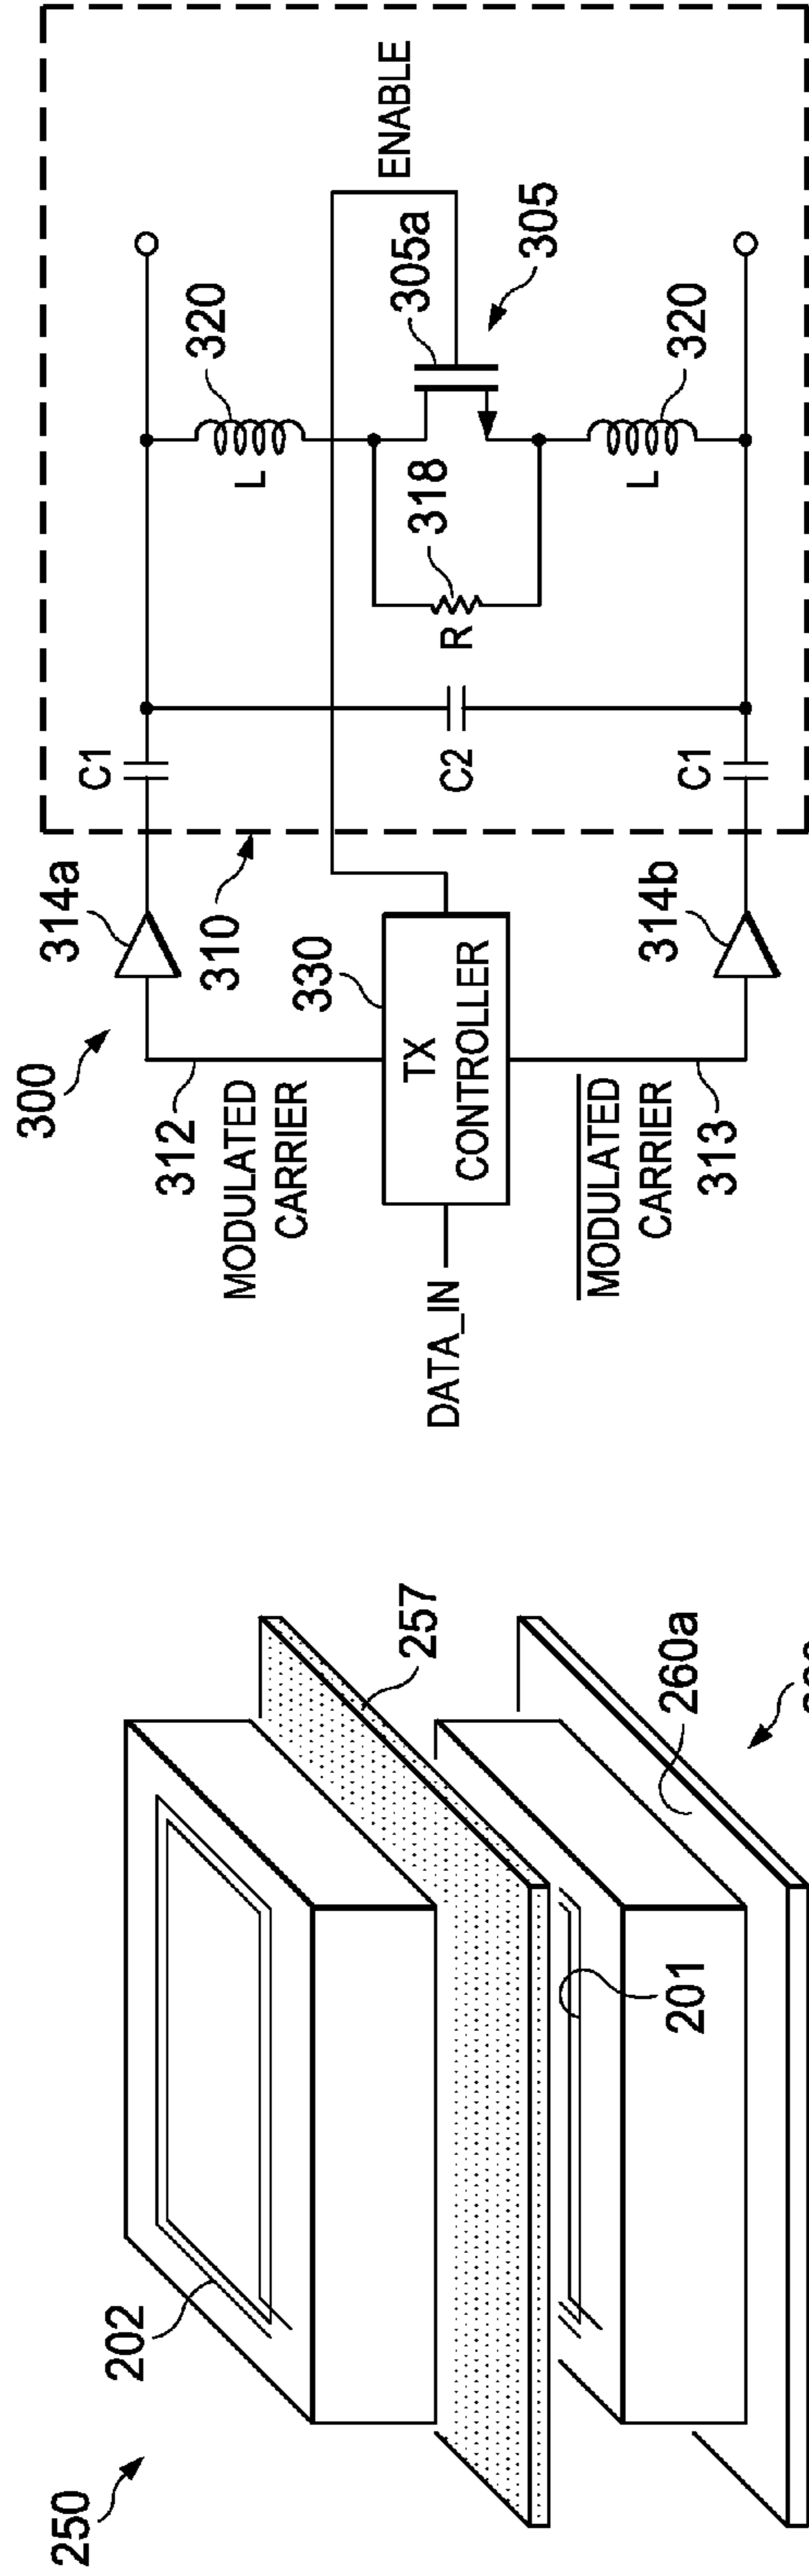 300
312
MODULATED
CARRIER
314a
310
330
TX
CONTROLLER
DATA_IN
MODULATED
CARRIER
313
314b
C1
C2
C1
R
318
L
320
305a
305
ENABLE
L
320
250
202
257
201
260a